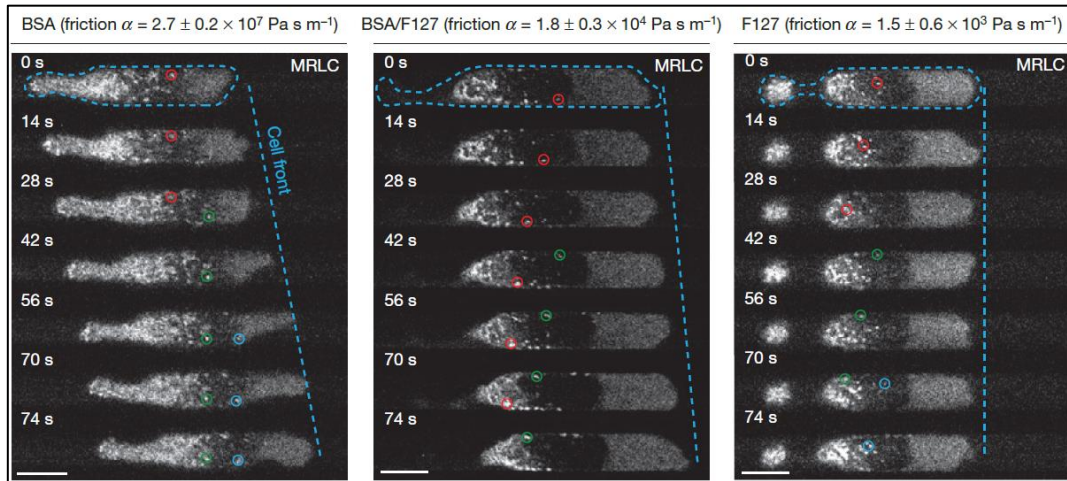 BSA (friction α = 2.7 ± 0.2 × 10⁷ Pa s m⁻¹)
0 s
MRLC
14 s
Cell front
28 s
42 s
56 s
70 s
74 s
BSA/F127 (friction α = 1.8 ± 0.3 × 10⁴ Pa s m⁻¹)
0 s
MRLC
14 s
28 s
42 s
56 s
70 s
74 s
F127 (friction α = 1.5 ± 0.6 × 10³ Pa s m⁻¹)
0 s
MRLC
14 s
28 s
42 s
56 s
70 s
74 s